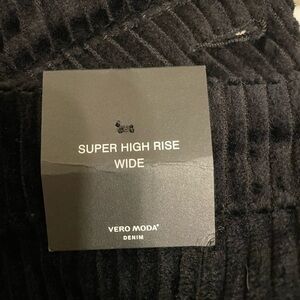 SUPER HIGH RISE
WIDE
VERO MODA®
DENIM